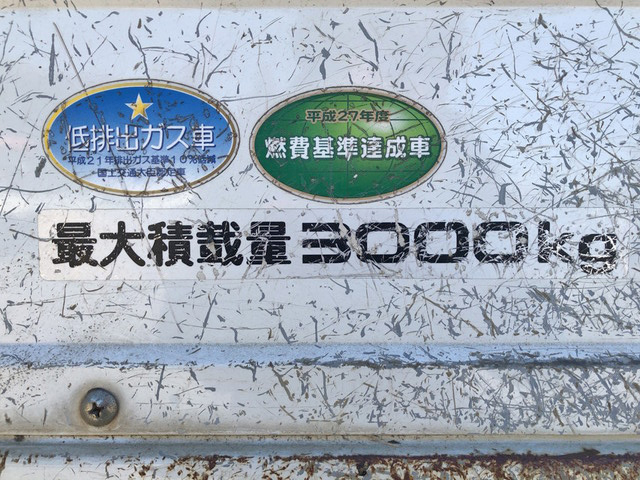 低排出ガス車
平成21年排出ガス基準10%低減
国土交通大臣認定車
平成27年度
燃費基準達成車
最大積載量3000kg